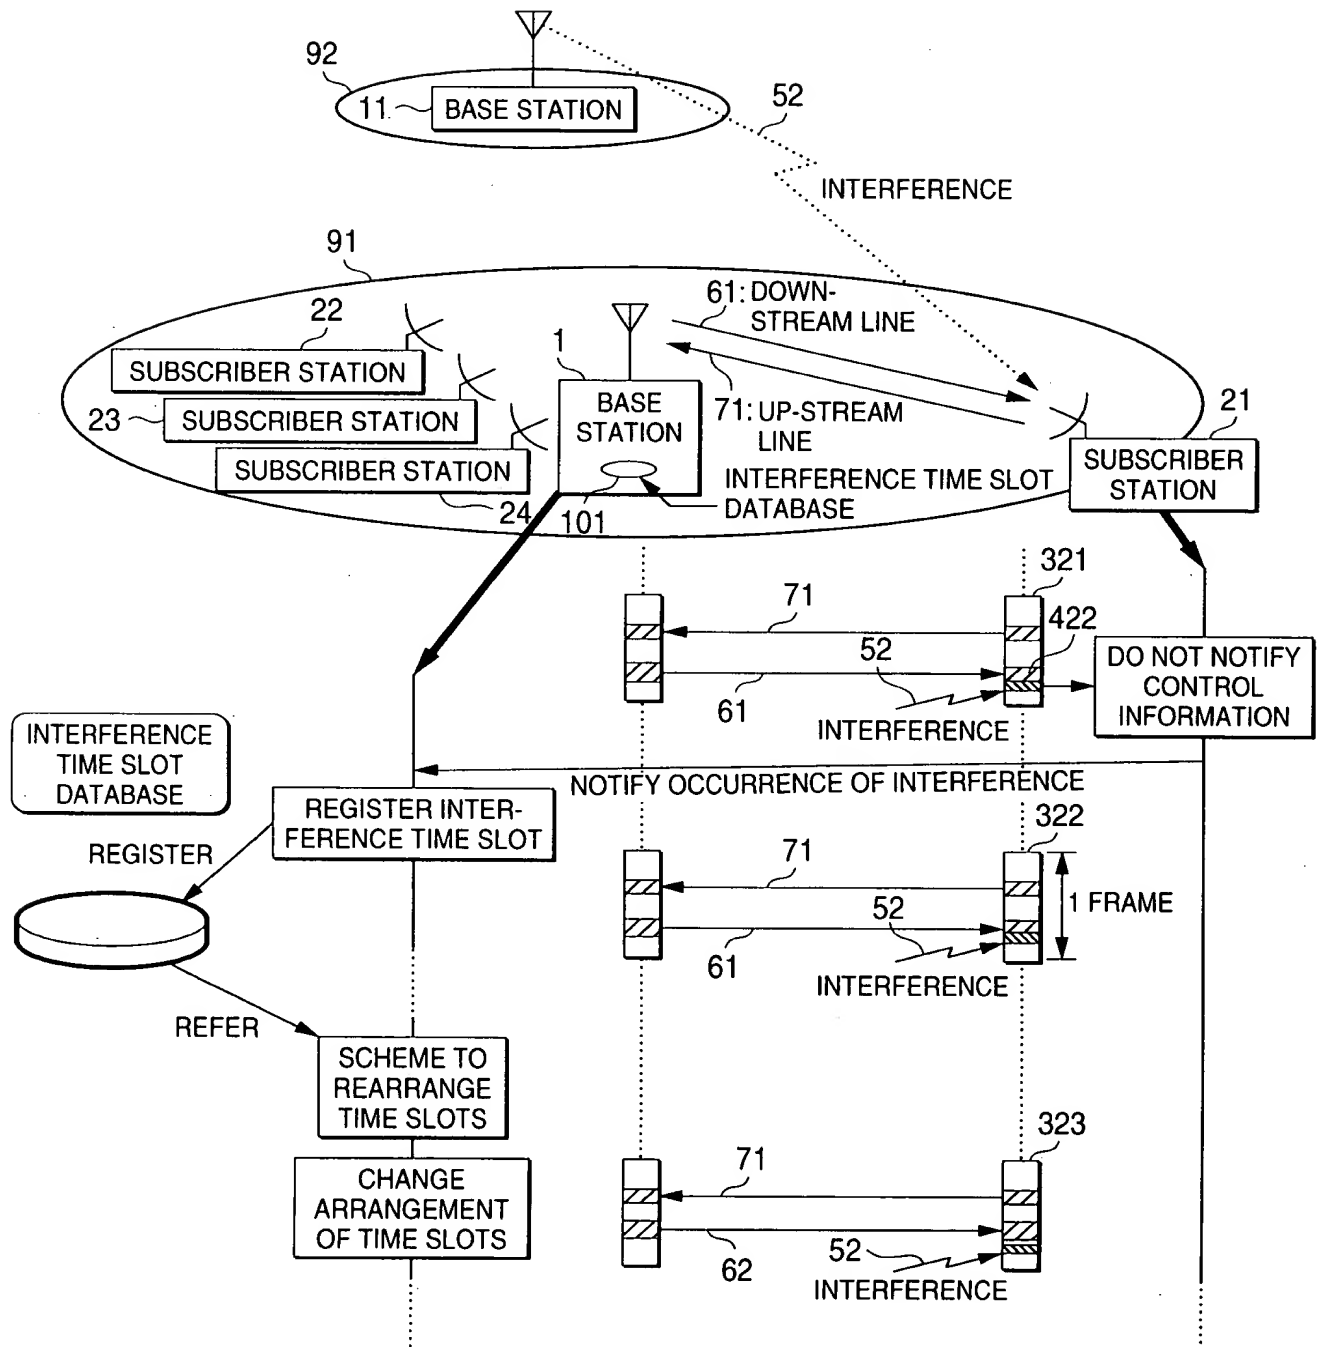 92
11
BASE STATION
52
INTERFERENCE
91
61: DOWN-
STREAM LINE
22
SUBSCRIBER STATION
1
BASE
STATION
71: UP-STREAM
LINE
21
23
SUBSCRIBER STATION
SUBSCRIBER STATION
24
101
INTERFERENCE TIME SLOT
DATABASE
SUBSCRIBER
STATION
321
71
422
52
61
INTERFERENCE
DO NOT NOTIFY
CONTROL
INFORMATION
INTERFERENCE
TIME SLOT
DATABASE
NOTIFY OCCURRENCE OF INTERFERENCE
REGISTER INTER-
FERENCE TIME SLOT
REGISTER
322
71
1 FRAME
52
61
INTERFERENCE
REFER
SCHEME TO
REARRANGE
TIME SLOTS
323
71
CHANGE
ARRANGEMENT
OF TIME SLOTS
52
62
INTERFERENCE